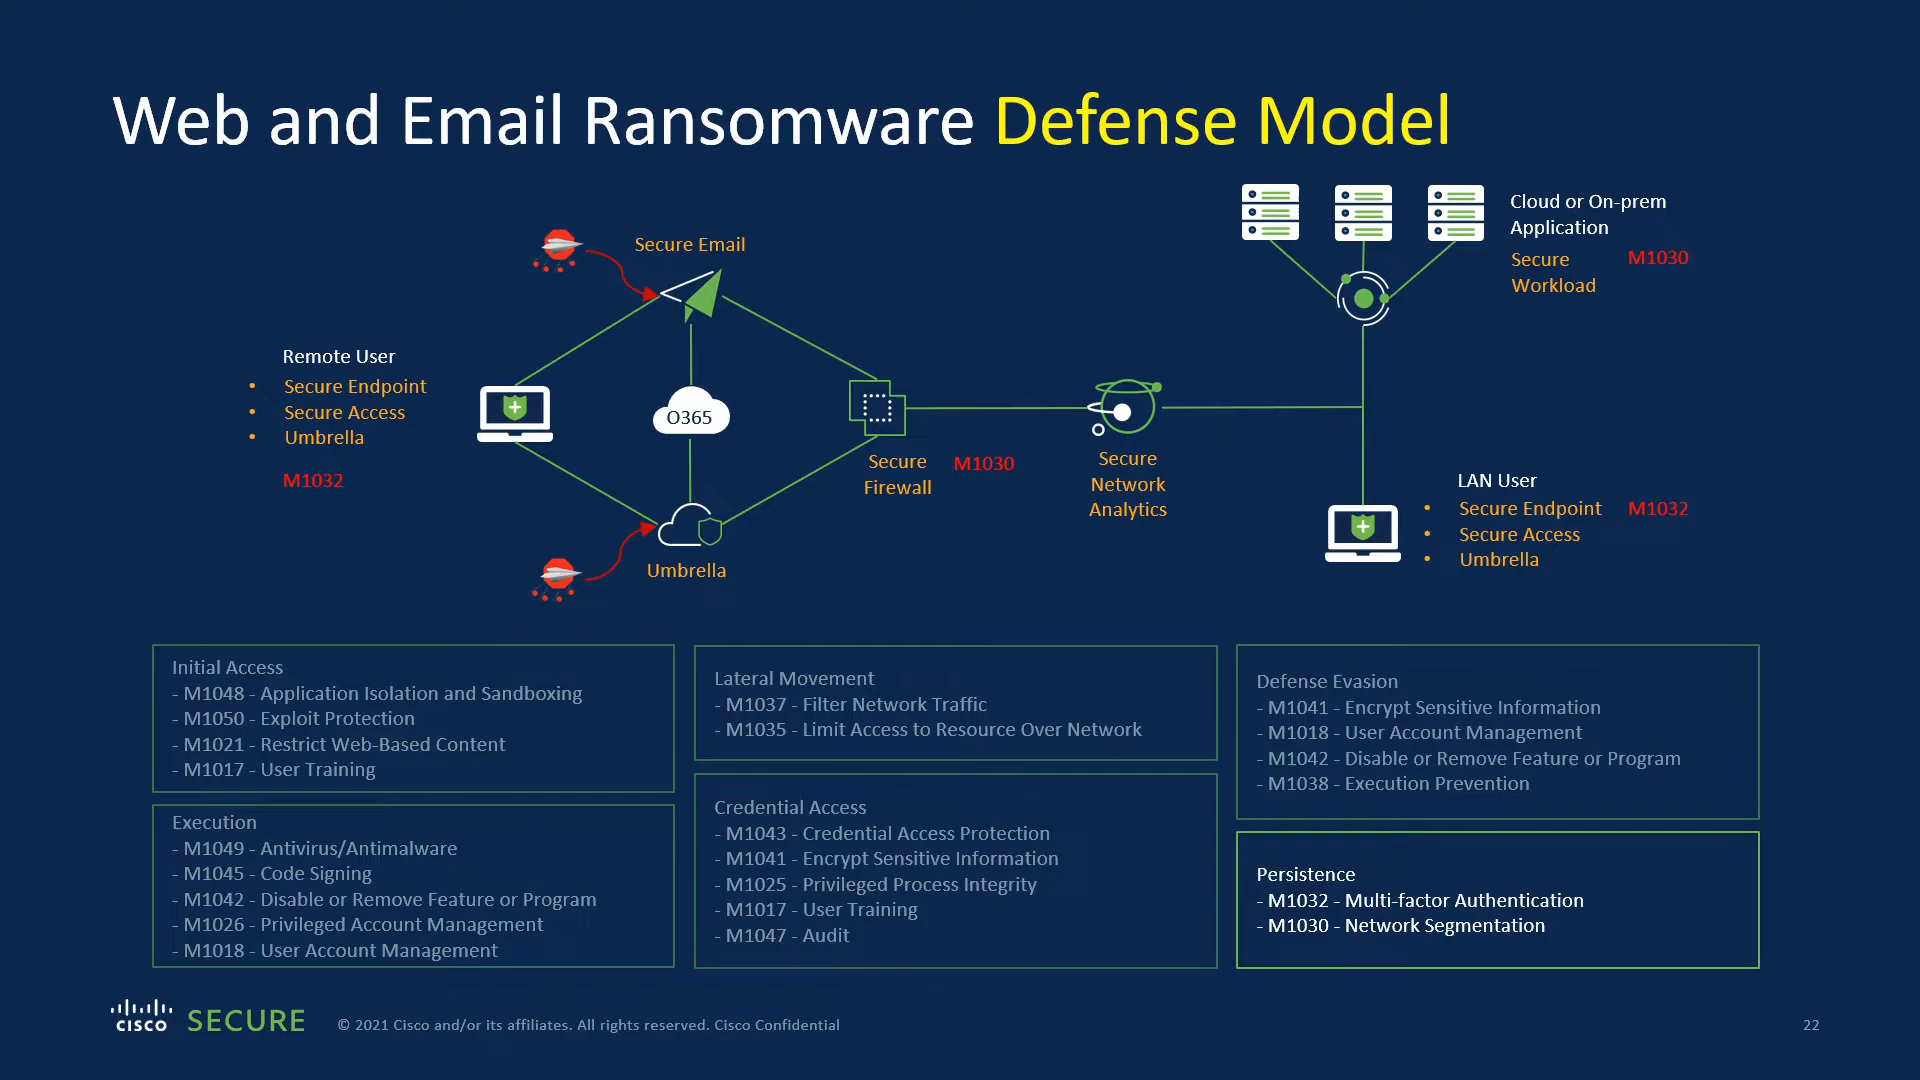 Web and Email Ransomware Defense Model
Secure Email
Cloud or On-prem
Application
Secure
Workload
M1030
Remote User
• Secure Endpoint
• Secure Access
• Umbrella
M1032
O365
Secure
Firewall
M1030
Secure
Network
Analytics
Umbrella
LAN User
• Secure Endpoint
M1032
• Secure Access
• Umbrella
Initial Access
- M1048 - Application Isolation and Sandboxing
- M1050 - Exploit Protection
- M1021 - Restrict Web-Based Content
- M1017 - User Training
Execution
- M1049 - Antivirus/Antimalware
- M1045 - Code Signing
- M1042 - Disable or Remove Feature or Program
- M1026 - Privileged Account Management
- M1018 - User Account Management
Lateral Movement
- M1037 - Filter Network Traffic
- M1035 - Limit Access to Resource Over Network
Credential Access
- M1043 - Credential Access Protection
- M1041 - Encrypt Sensitive Information
- M1025 - Privileged Process Integrity
- M1017 - User Training
- M1047 - Audit
Defense Evasion
- M1041 - Encrypt Sensitive Information
- M1018 - User Account Management
- M1042 - Disable or Remove Feature or Program
- M1038 - Execution Prevention
Persistence
- M1032 - Multi-factor Authentication
- M1030 - Network Segmentation
CISCO SECURE
© 2021 Cisco and/or its affiliates. All rights reserved. Cisco Confidential
22